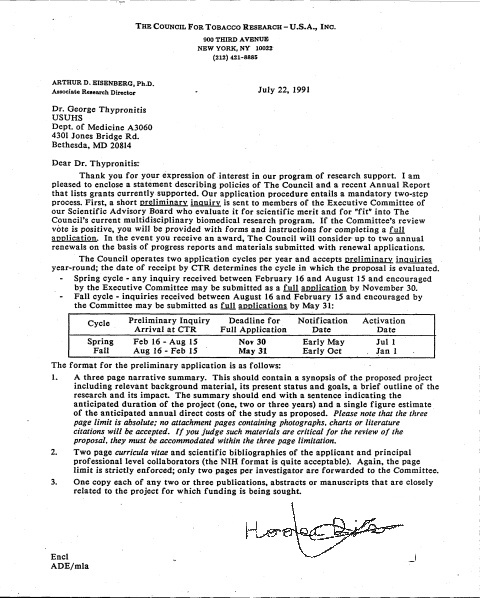 THE COUNCIL FOR TOBACCO RESEARCH – U.S.A., INC.
900 THIRD AVENUE
NEW YORK, NY 10022
(212) 421-8885
ARTHUR D. EISENBERG, Ph.D.
Associate Research Director
July 22, 1991
Dr. George Thypronitis
USUHS
Dept. of Medicine A3060
4301 Jones Bridge Rd.
Bethesda, MD 20814
Dear Dr. Thypronitis:
Thank you for your expression of interest in our program of research support. I am
pleased to enclose a statement describing policies of The Council and a recent Annual Report
that lists grants currently supported. Our application procedure entails a mandatory two-step
process. First, a short preliminary inquiry is sent to members of the Executive Committee of
our Scientific Advisory Board who evaluate it for scientific merit and for "fit" into The
Council's current multidisciplinary biomedical research program. If the Committee's review
vote is positive, you will be provided with forms and instructions for completing a full
application. In the event you receive an award, The Council will consider up to two annual
renewals on the basis of progress reports and materials submitted with renewal applications.
The Council operates two application cycles per year and accepts preliminary inquiries
year-round; the date of receipt by CTR determines the cycle in which the proposal is evaluated.
- Spring cycle - any inquiry received between February 16 and August 15 and encouraged
by the Executive Committee may be submitted as a full application by November 30.
- Fall cycle - inquiries received between August 16 and February 15 and encouraged by
the Committee may be submitted as full applications by May 31:
Cycle Preliminary Inquiry Arrival at CTR Deadline for Full Application Notification Date Activation Date
Spring Feb 16 - Aug 15 Nov 30 Early May Jul 1
Fall Aug 16 - Feb 15 May 31 Early Oct Jan 1
The format for the preliminary application is as follows:
1. A three page narrative summary. This should contain a synopsis of the proposed project
including relevant background material, its present status and goals, a brief outline of the
research and its impact. The summary should end with a sentence indicating the
anticipated duration of the project (one, two or three years) and a single figure estimate
of the anticipated annual direct costs of the study as proposed. Please note that the three
page limit is absolute; no attachment pages containing photographs, charts or literature
citations will be accepted. If you judge such materials are critical for the review of the
proposal, they must be accommodated within the three page limitation.
2. Two page curricula vitae and scientific bibliographies of the applicant and principal
professional level collaborators (the NIH format is quite acceptable). Again, the page
limit is strictly enforced; only two pages per investigator are forwarded to the Committee.
3. One copy each of any two or three publications, abstracts or manuscripts that are closely
related to the project for which funding is being sought.
Encl
ADE/mla